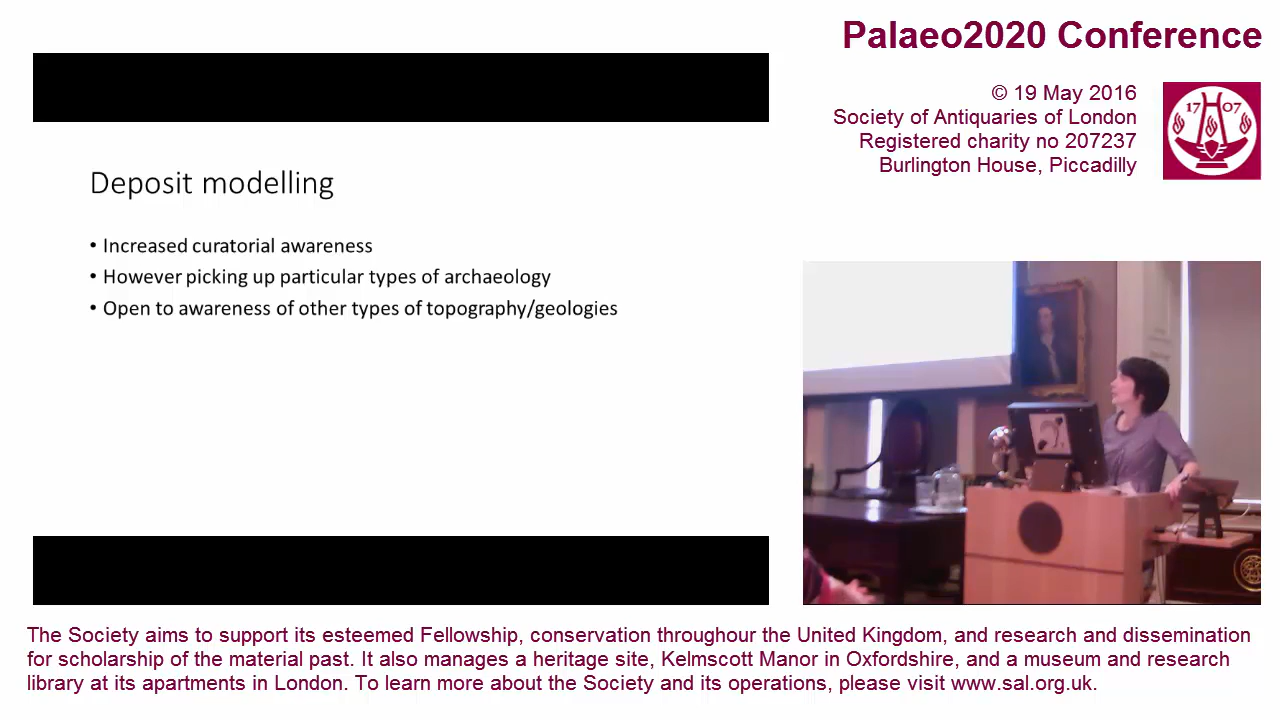 Palaeo2020 Conference
© 19 May 2016
Society of Antiquaries of London
Registered charity no 207237
Burlington House, Piccadilly
17 07
Deposit modelling
• Increased curatorial awareness
• However picking up particular types of archaeology
• Open to awareness of other types of topography/geologies
The Society aims to support its esteemed Fellowship, conservation throughour the United Kingdom, and research and dissemination
for scholarship of the material past. It also manages a heritage site, Kelmscott Manor in Oxfordshire, and a museum and research
library at its apartments in London. To learn more about the Society and its operations, please visit www.sal.org.uk.